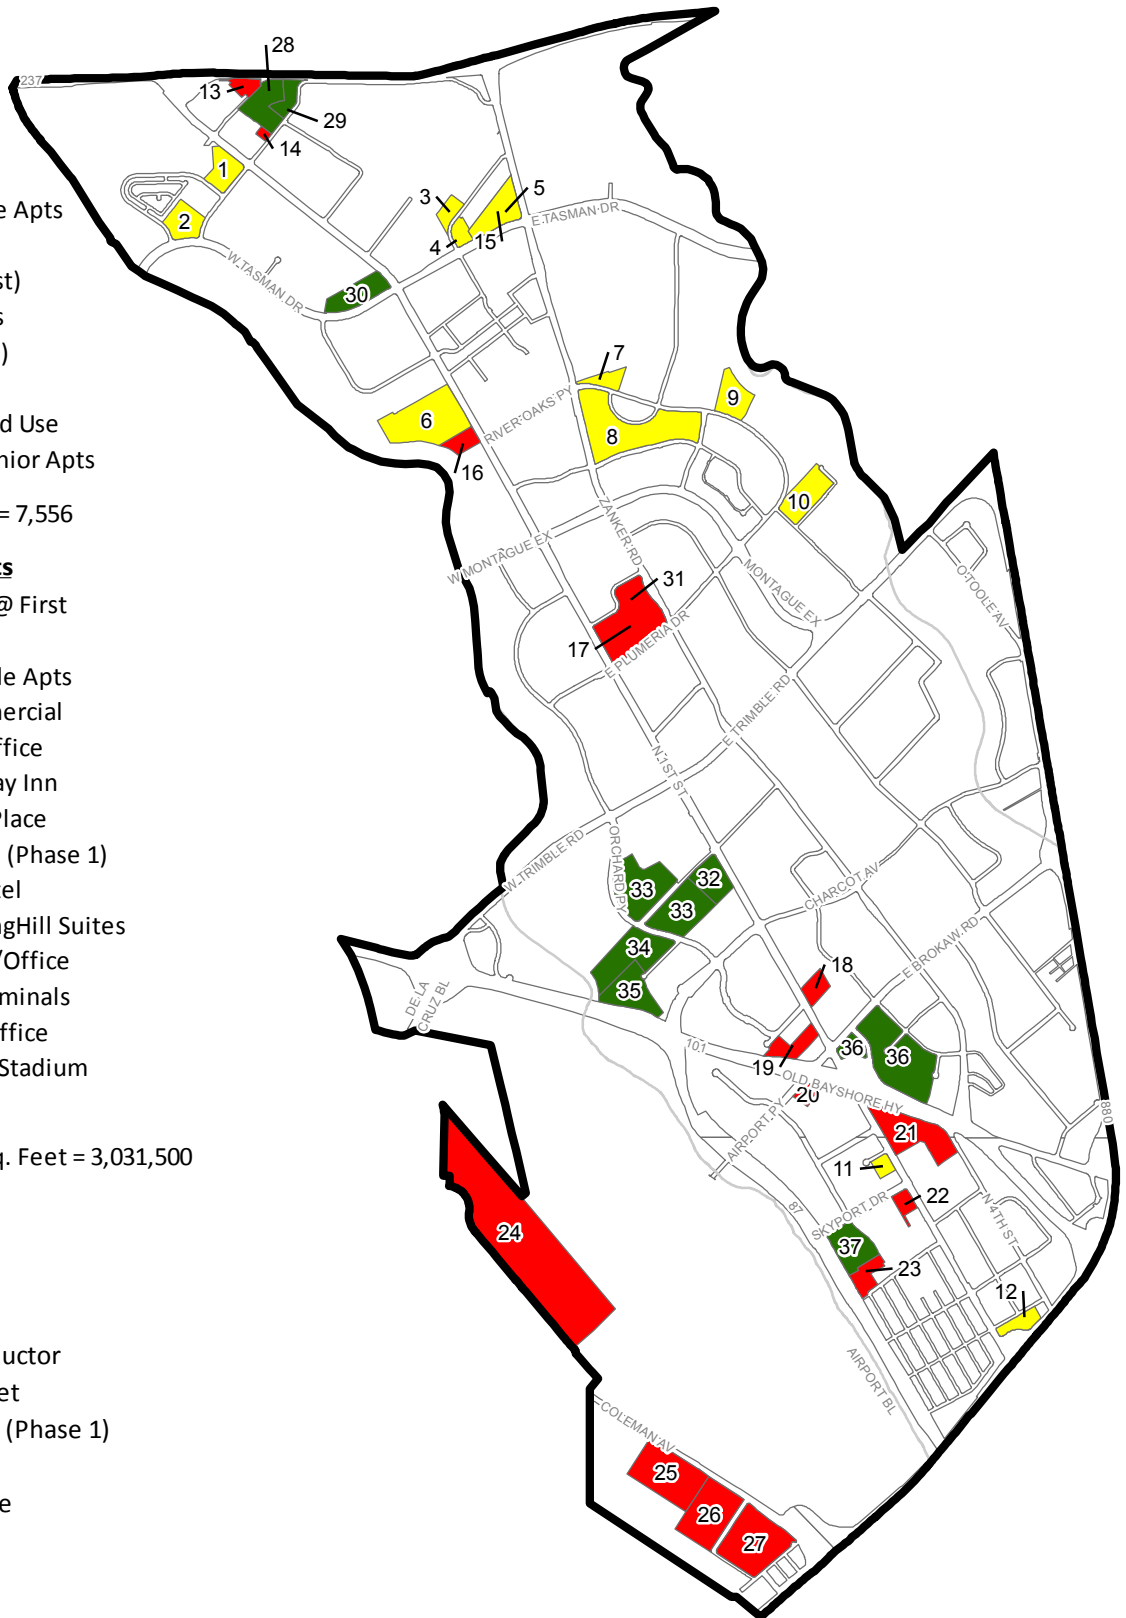 28
237
13
29
14
1
e Apts
3
5
2
E TASMAN DR
4
15
W TASMAN DR
st)
30
s
)
7
9
RIVER OAKS PY
6
d Use
8
nior Apts
16
10
= 7,556
ZANKER RD
W MONTAGUE EX
MONTAGUE EX
O TOOLE AV
ts
31
@ First
17
E PLUMERIA DR
le Apts
E TRIMBLE RD
mercial
ffice
N 1ST ST
ay Inn
Place
W TRIMBLE RD
ORCHARD PY
(Phase 1)
32
33
CHARCOT AV
tel
33
ngHill Suites
E BROKAW RD
34
/Office
18
35
minals
DE LA
CRUZ BL
ffice
101
36
36
Stadium
19
OLD BAYSHORE HY
20
880
AIRPORT PY
21
q. Feet = 3,031,500
11
22
87
SKYPORT DR
N 4TH ST
24
37
23
12
uctor
AIRPORT BL
et
COLEMAN AV
(Phase 1)
25
e
26
27